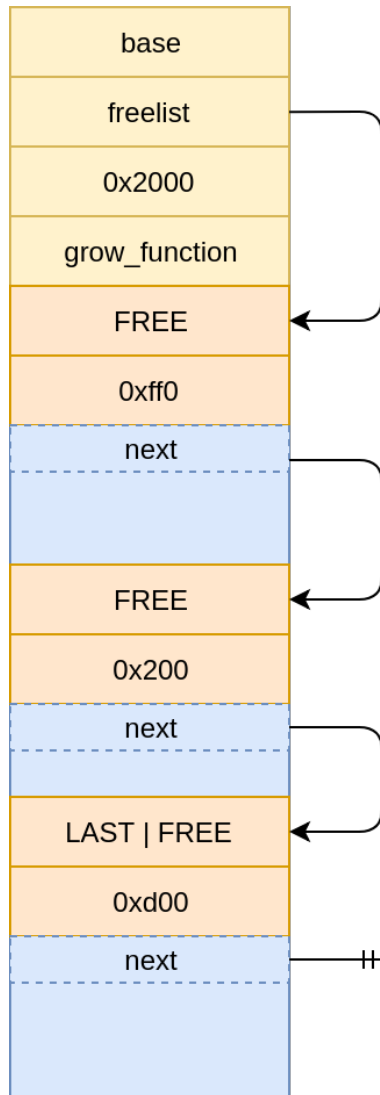 base
freelist
0x2000
grow_function
FREE
0xff0
next
FREE
0x200
next
LAST | FREE
0xd00
next